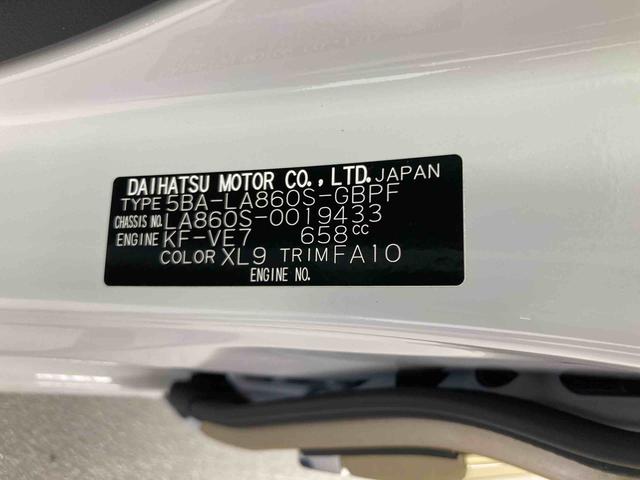 DAIHATSU MOTOR CO., LTD. JAPAN
TYPE 5BA-LA860S-GBPF
CHASSIS NO. LA860S-0019433
ENGINE KF-VE7 658cc
COLOR XL9 TRIM FA10
ENGINE NO.